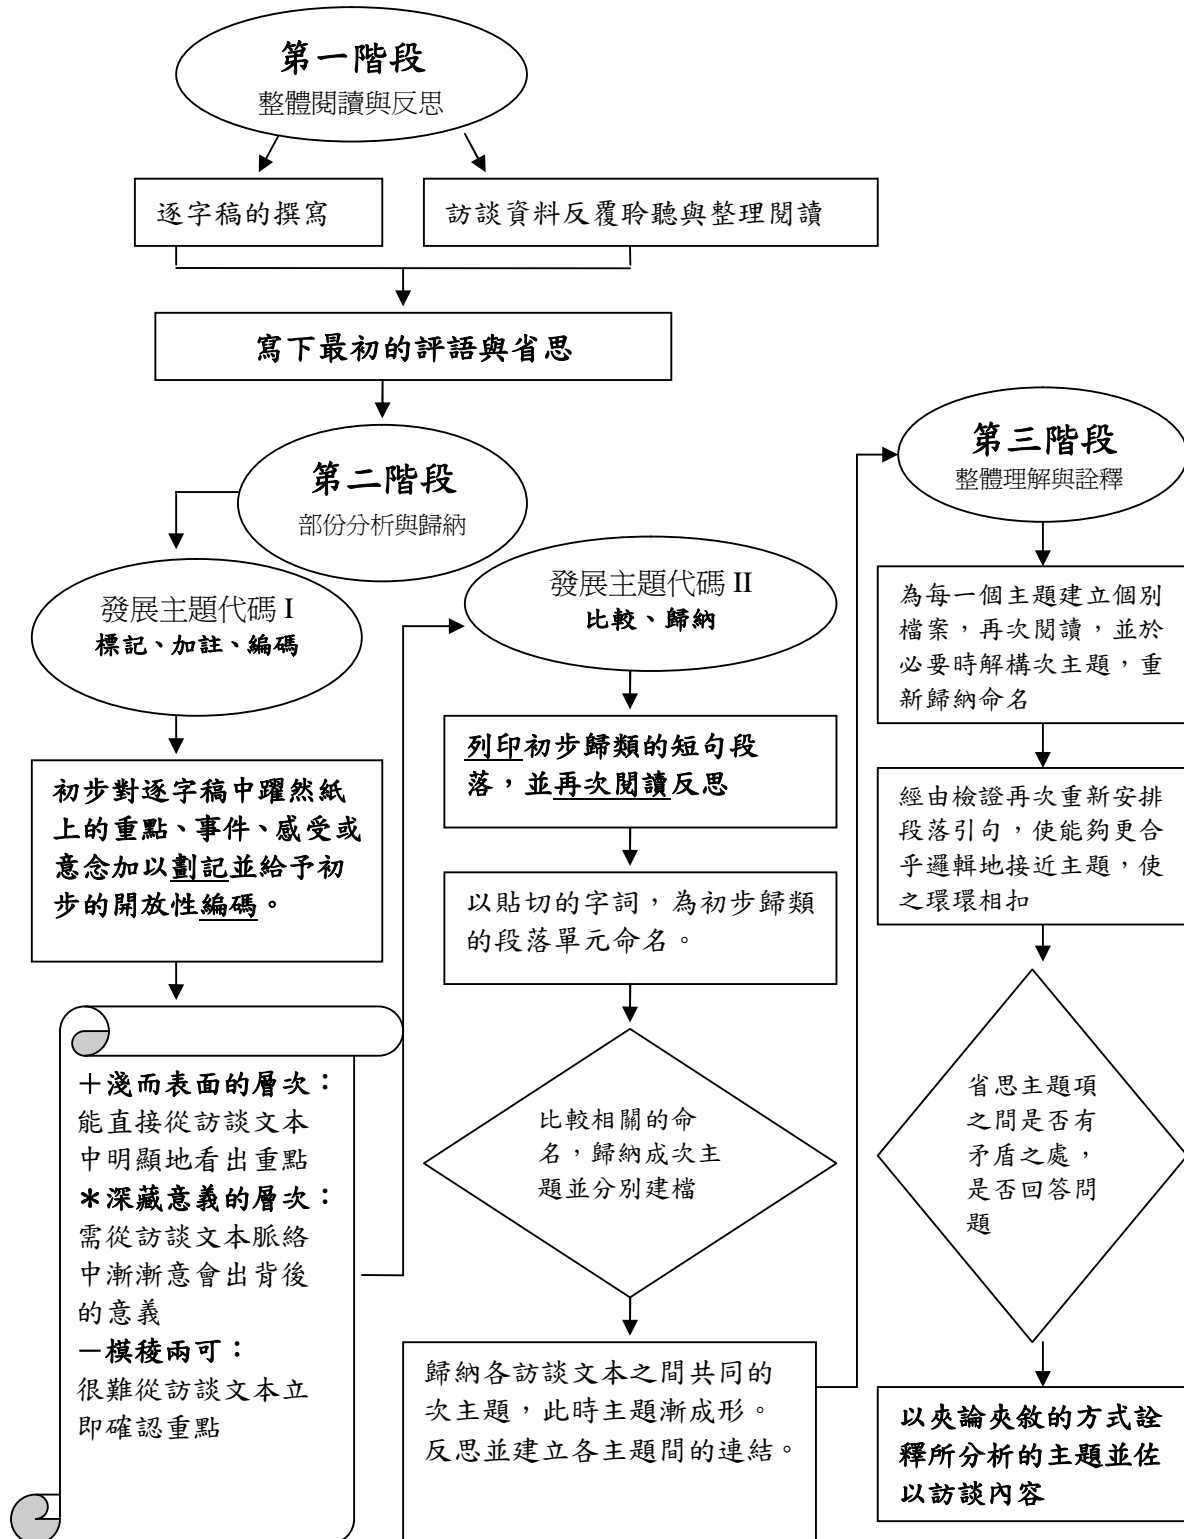 第一階段
整體閱讀與反思
逐字稿的撰寫
訪談資料反覆聆聽與整理閱讀
寫下最初的評語與省思
第二階段
部份分析與歸納
發展主題代碼 I
標記、加註、編碼
初步對逐字稿中躍然紙
上的重點、事件、感受或
意念加以劃記並給予初
步的開放性編碼。
＋淺而表面的層次：
能直接從訪談文本
中明顯地看出重點
＊深藏意義的層次：
需從訪談文本脈絡
中漸漸意會出背後
的意義
－模稜兩可：
很難從訪談文本立
即確認重點
發展主題代碼 II
比較、歸納
列印初步歸類的短句段
落，並再次閱讀反思
以貼切的字詞，為初步歸類
的段落單元命名。
比較相關的命
名，歸納成次主
題並分別建檔
歸納各訪談文本之間共同的
次主題，此時主題漸成形。
反思並建立各主題間的連結。
第三階段
整體理解與詮釋
為每一個主題建立個別
檔案，再次閱讀，並於
必要時解構次主題，重
新歸納命名
經由檢證再次重新安排
段落引句，使能夠更合
乎邏輯地接近主題，使
之環環相扣
省思主題項
之間是否有
矛盾之處，
是否回答問
題
以夾論夾敘的方式詮
釋所分析的主題並佐
以訪談內容